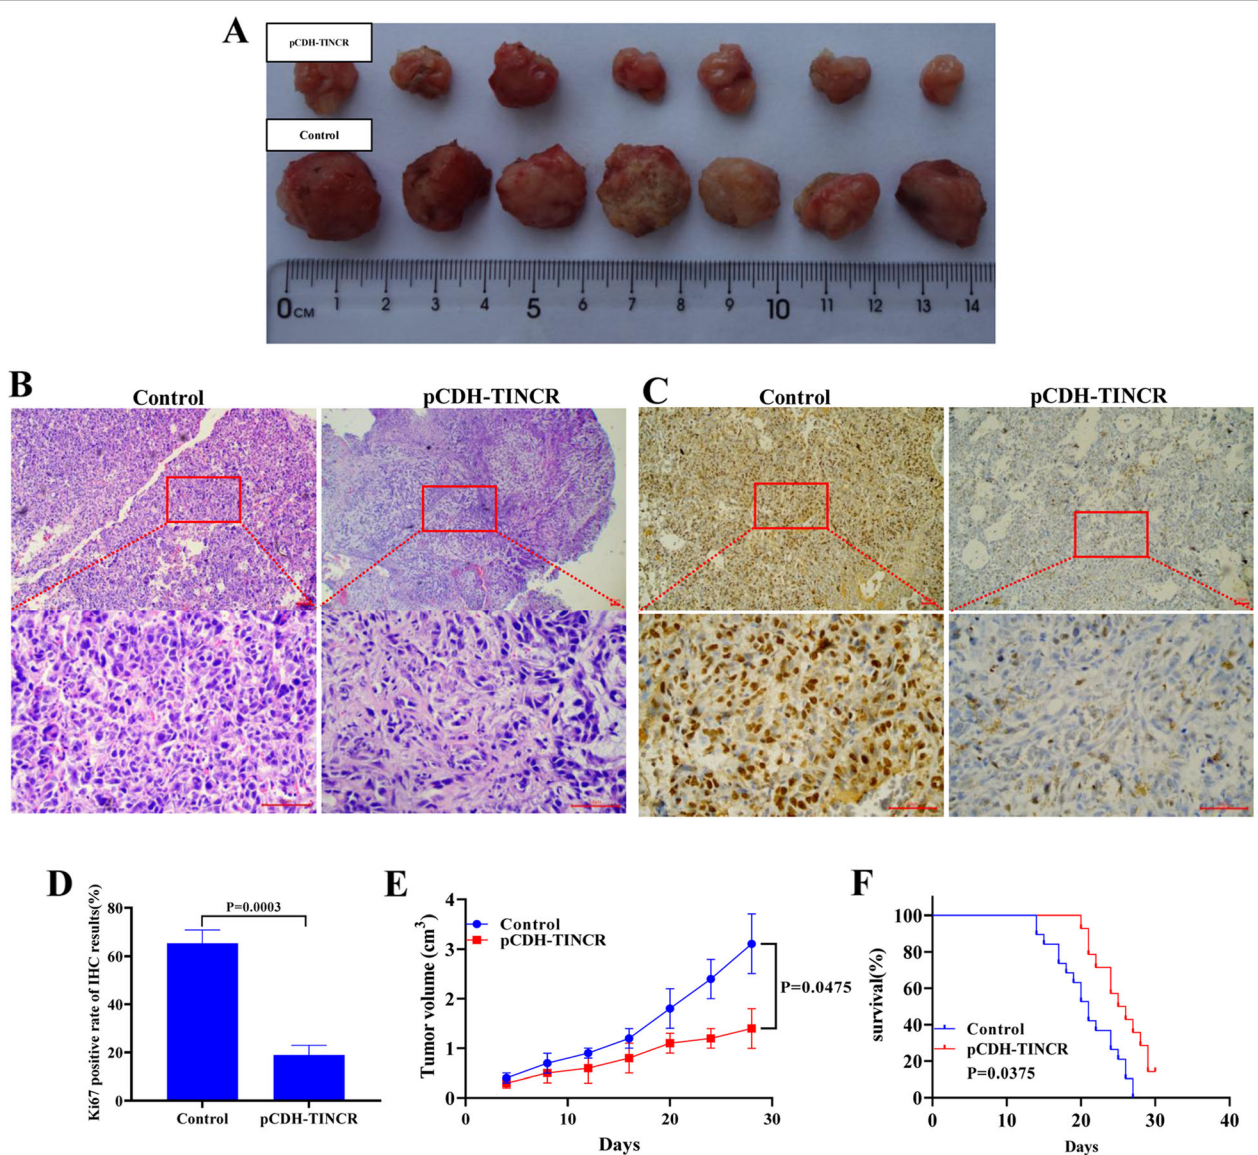 A
pCDH-TINCR
Control
0CM 1 2 3 4 5 6 7 8 9 10 11 12 13 14
B
Control
pCDH-TINCR
C
Control
pCDH-TINCR
D
Ki67 positive rate of IHC results(%)
80
60
40
20
0
P=0.0003
Control
pCDH-TINCR
E
Tumor volume (cm³)
4
3
2
1
0
Control
pCDH-TINCR
P=0.0475
0 10 20 30
Days
F
survival(%)
100
80
60
40
20
0
Control
pCDH-TINCR
P=0.0375
0 10 20 30 40
Days